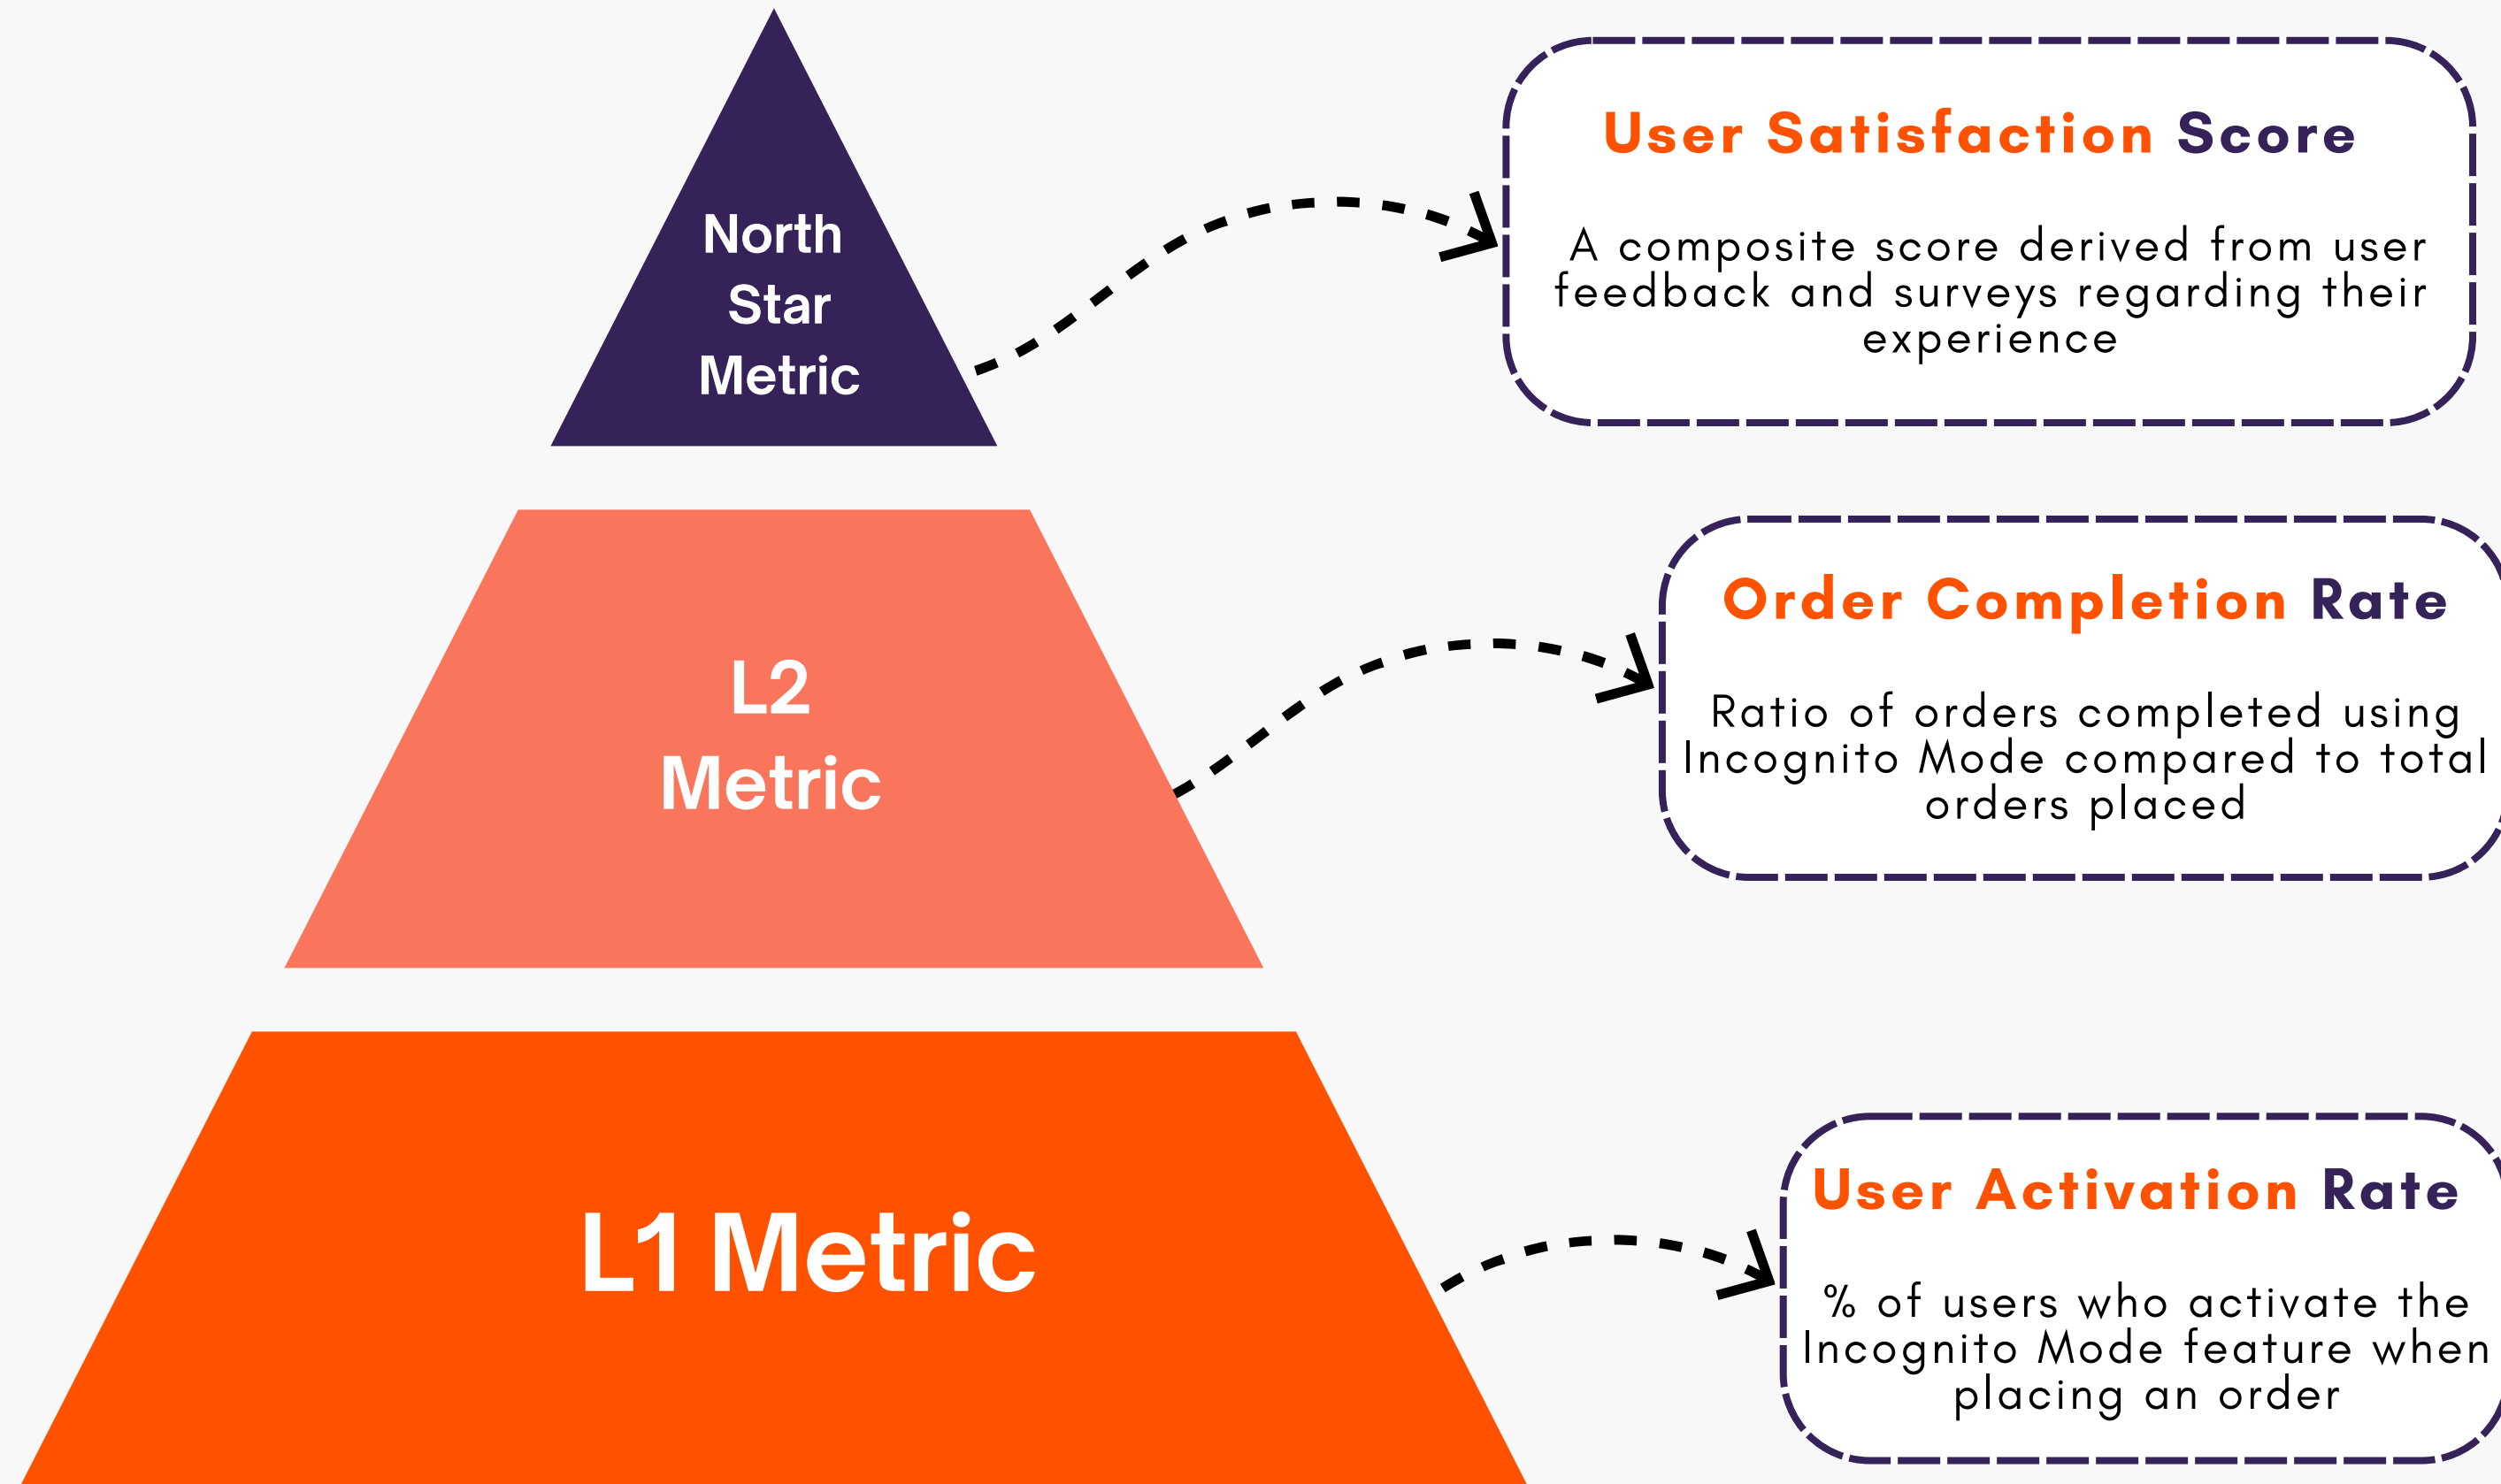 North
Star
Metric
User Satisfaction Score
A composite score derived from user
feedback and surveys regarding their
experience
L2
Metric
Order Completion Rate
Ratio of orders completed using
Incognito Mode compared to total
orders placed
L1 Metric
User Activation Rate
% of users who activate the
Incognito Mode feature when
placing an order